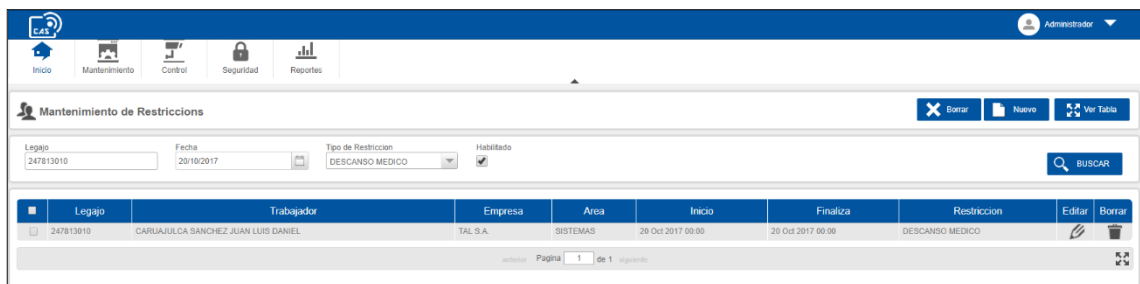 CAS
Administrador
Inicio Mantenimiento Control Seguridad Reportes
Mantenimiento de Restriccions
Borrar Nuevo Ver Tabla
Legajo Fecha Tipo de Restriccion Habilitado
247813010 20/10/2017 DESCANSO MEDICO
BUSCAR
Legajo Trabajador Empresa Area Inicio Finaliza Restriccion Editar Borrar
247813010 CARUAJULCA SANCHEZ JUAN LUIS DANIEL TAL S.A. SISTEMAS 20 Oct 2017 00:00 20 Oct 2017 00:00 DESCANSO MEDICO
anterior Pagina 1 de 1 siguiente